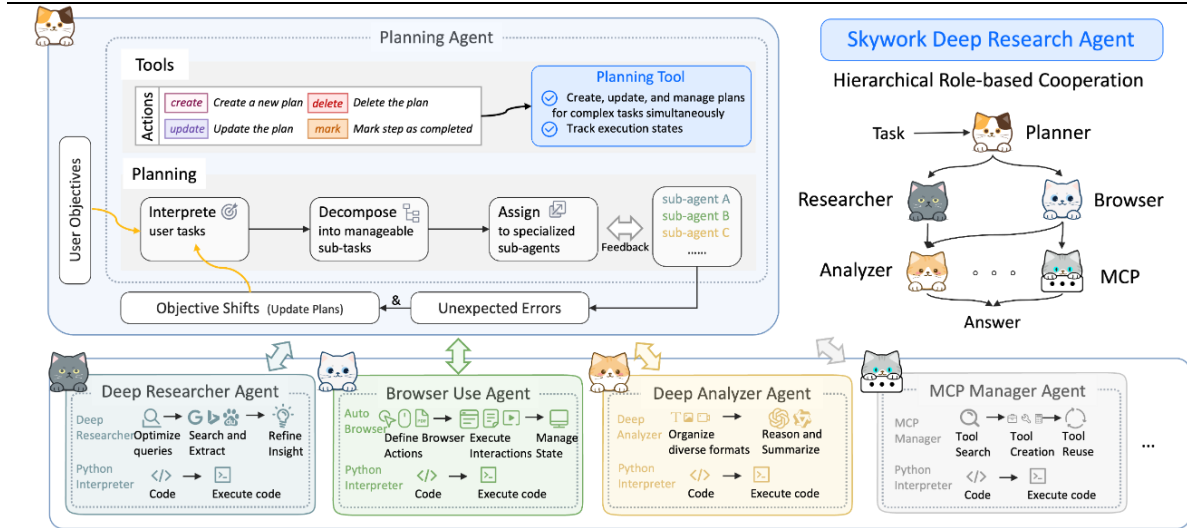 Planning Agent
Tools
Actions
create Create a new plan delete Delete the plan
update Update the plan mark Mark step as completed
Planning Tool
Create, update, and manage plans
for complex tasks simultaneously
Track execution states
User Objectives
Planning
Interprete
user tasks
Decompose
into manageable
sub-tasks
Assign
to specialized
sub-agents
Feedback
sub-agent A
sub-agent B
sub-agent C
......
Objective Shifts (Update Plans)
&
Unexpected Errors
Skywork Deep Research Agent
Hierarchical Role-based Cooperation
Task
Planner
Researcher
Browser
Analyzer
MCP
Answer
Deep Researcher Agent
Deep
Researcher
Optimize
queries
Search and
Extract
Refine
Insight
Python
Interpreter
Code
Execute code
Browser Use Agent
Auto
Browser
Define Browser
Actions
Execute
Interactions
Manage
State
Python
Interpreter
Code
Execute code
Deep Analyzer Agent
Deep
Analyzer
Organize
diverse formats
Reason and
Summarize
Python
Interpreter
Code
Execute code
MCP Manager Agent
MCP
Manager
Tool
Search
Tool
Creation
Tool
Reuse
Python
Interpreter
Code
Execute code
...